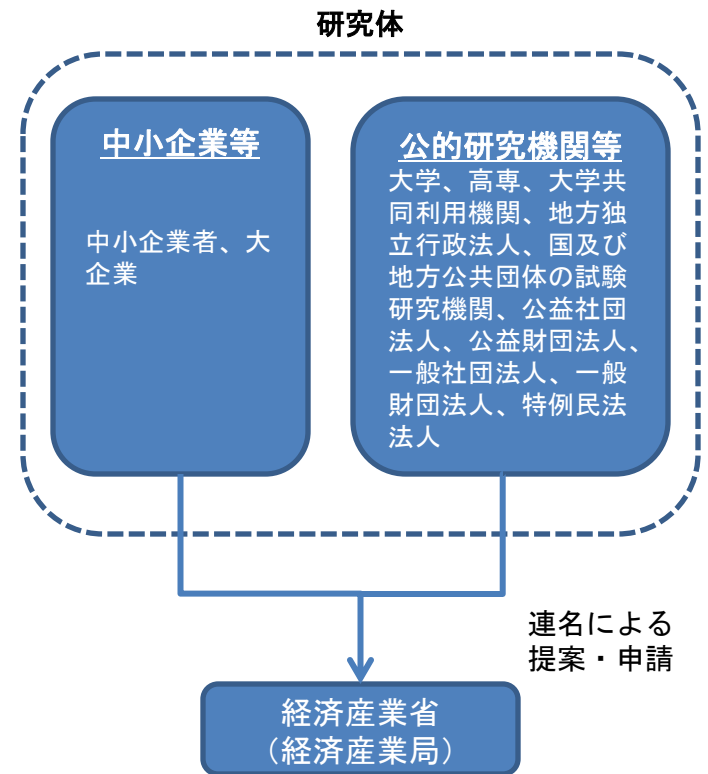 研究体
中小企業等
中小企業者、大
企業
公的研究機関等
大学、高専、大学共
同利用機関、地方独
立行政法人、国及び
地方公共団体の試験
研究機関、公益社団
法人、公益財団法人、
一般社団法人、一般
財団法人、特例民法
法人
連名による
提案・申請
経済産業省
（経済産業局）